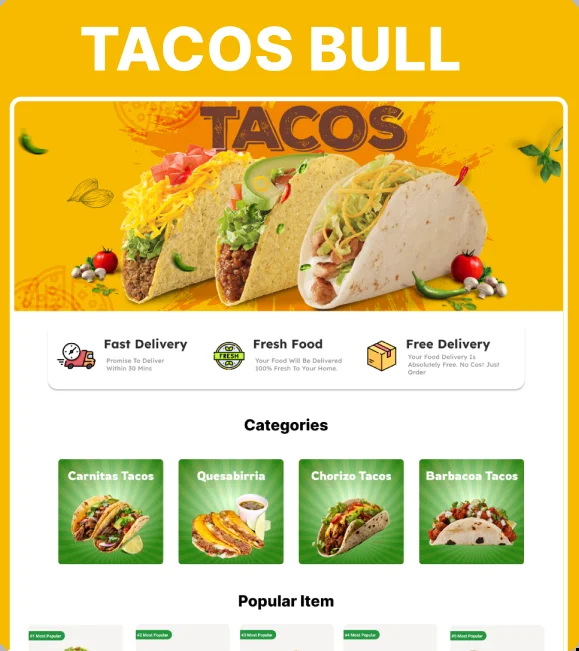 TACOS BULL
TACOS
Fast Delivery
Promise To Deliver
Within 30 Mins
FRESH
Fresh Food
Your Food Will Be Delivered
100% Fresh To Your Home.
Free Delivery
Your Food Delivery Is
Absolutely Free. No Cost Just
Order
Categories
Carnitas Tacos
Quesabirria
Chorizo Tacos
Barbacoa Tacos
Popular Item
#1 Most Popular
#2 Most Popular
#3 Most Popular
#4 Most Popular
#5 Most Popular